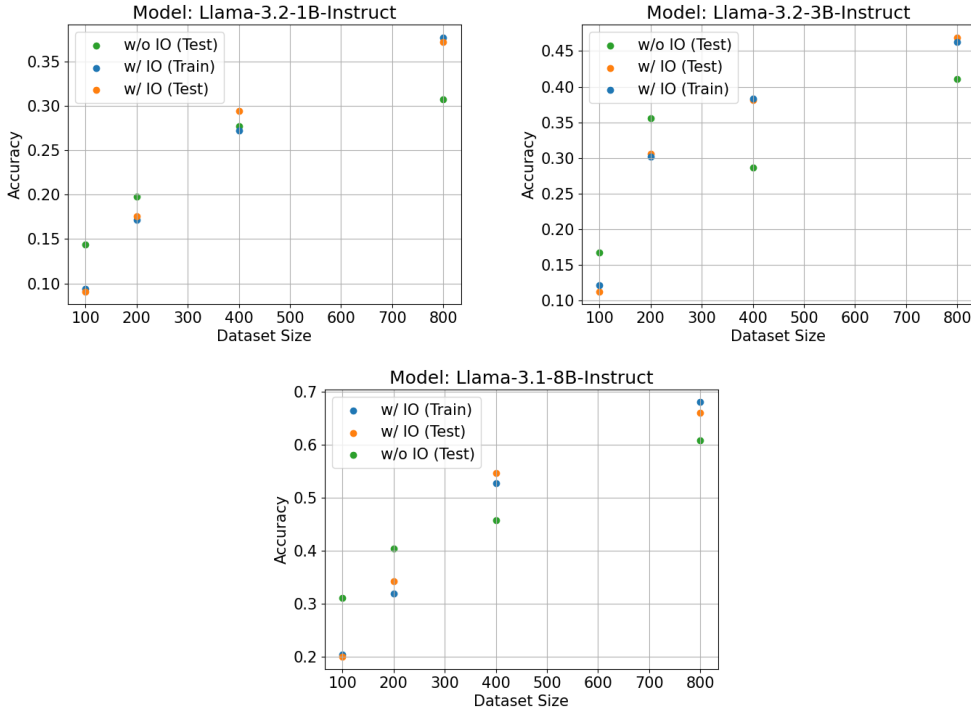 Model: Llama-3.2-1B-Instruct
w/o IO (Test)
w/ IO (Train)
w/ IO (Test)
0.35
0.30
0.25
0.20
0.15
0.10
Accuracy
100 200 300 400 500 600 700 800
Dataset Size
Model: Llama-3.2-3B-Instruct
w/o IO (Test)
w/ IO (Test)
w/ IO (Train)
0.45
0.40
0.35
0.30
0.25
0.20
0.15
0.10
Accuracy
100 200 300 400 500 600 700 800
Dataset Size
Model: Llama-3.1-8B-Instruct
w/ IO (Train)
w/ IO (Test)
w/o IO (Test)
0.7
0.6
0.5
0.4
0.3
0.2
Accuracy
100 200 300 400 500 600 700 800
Dataset Size